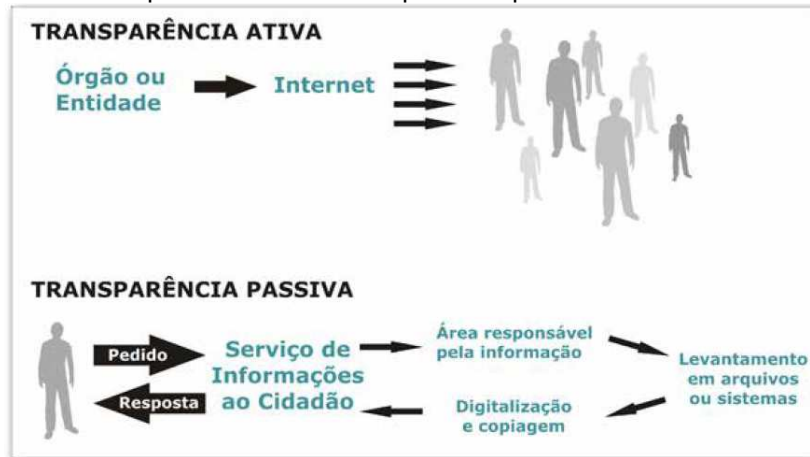 TRANSPARÊNCIA ATIVA
Órgão ou
Entidade
Internet
TRANSPARÊNCIA PASSIVA
Pedido
Resposta
Serviço de
Informações
ao Cidadão
Área responsável
pela informação
Levantamento
em arquivos
ou sistemas
Digitalização
e copiagem